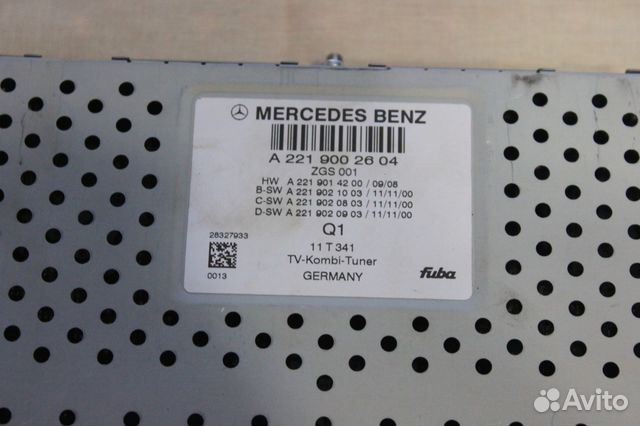 MERCEDES BENZ
A 221 900 26 04
ZGS 001
HW A 221 901 42 00 / 09/08
B-SW A 221 902 10 03 / 11/11/00
C-SW A 221 902 08 03 / 11/11/00
D-SW A 221 902 09 03 / 11/11/00
Q1
28327933
11 T 341
TV-Kombi-Tuner
0013
GERMANY
fuba
Avito